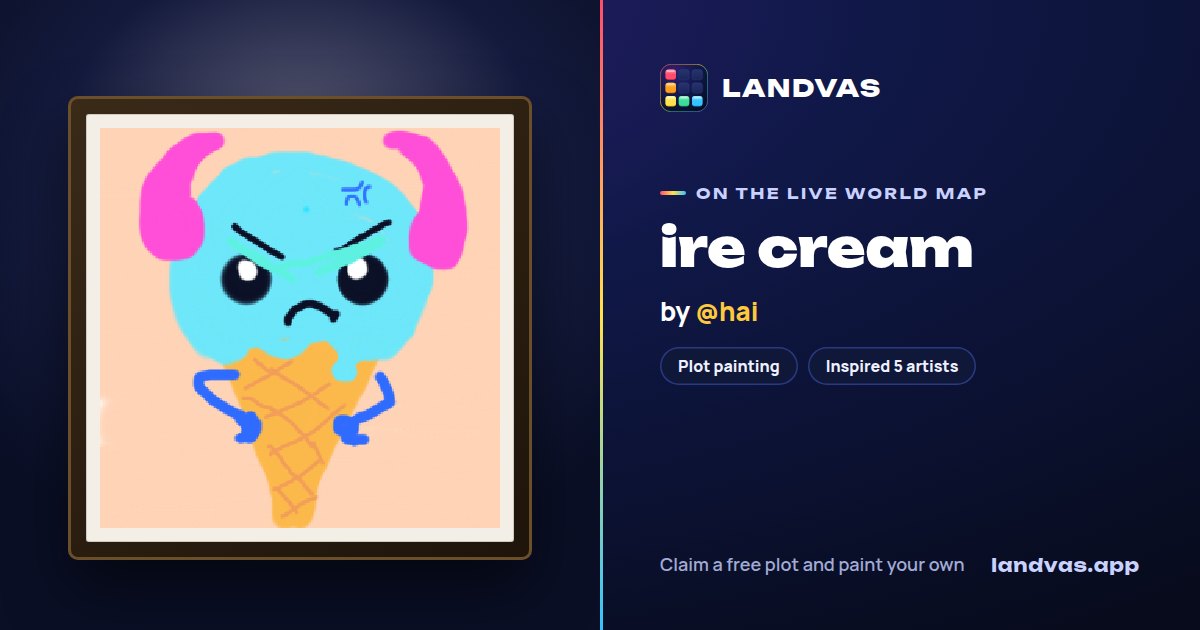 LANDVAS
ON THE LIVE WORLD MAP
ire cream
by @hai
Plot painting
Inspired 5 artists
Claim a free plot and paint your own
landvas.app